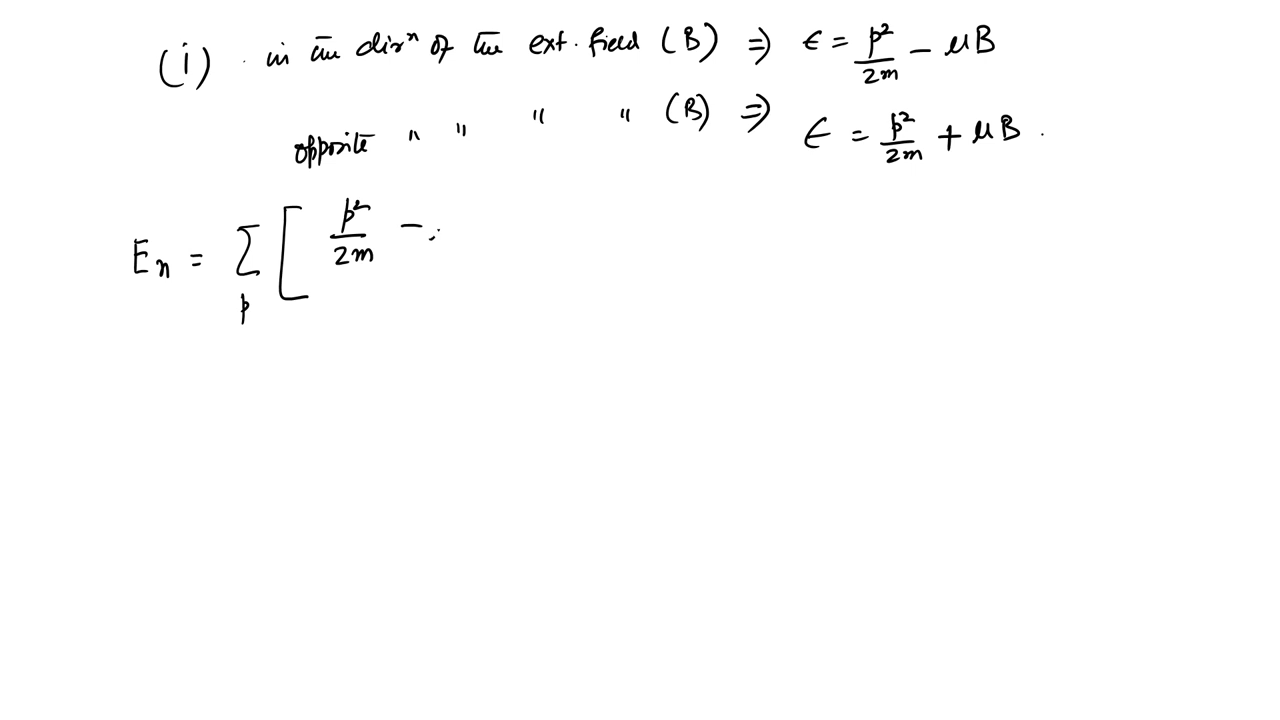 (i) in the dirⁿ of the ext. field (B) ⇒ ϵ = p²/2m − μB
opposite " " " " (B) ⇒ ϵ = p²/2m + μB .
Eₙ = Σₚ [ p²/2m −